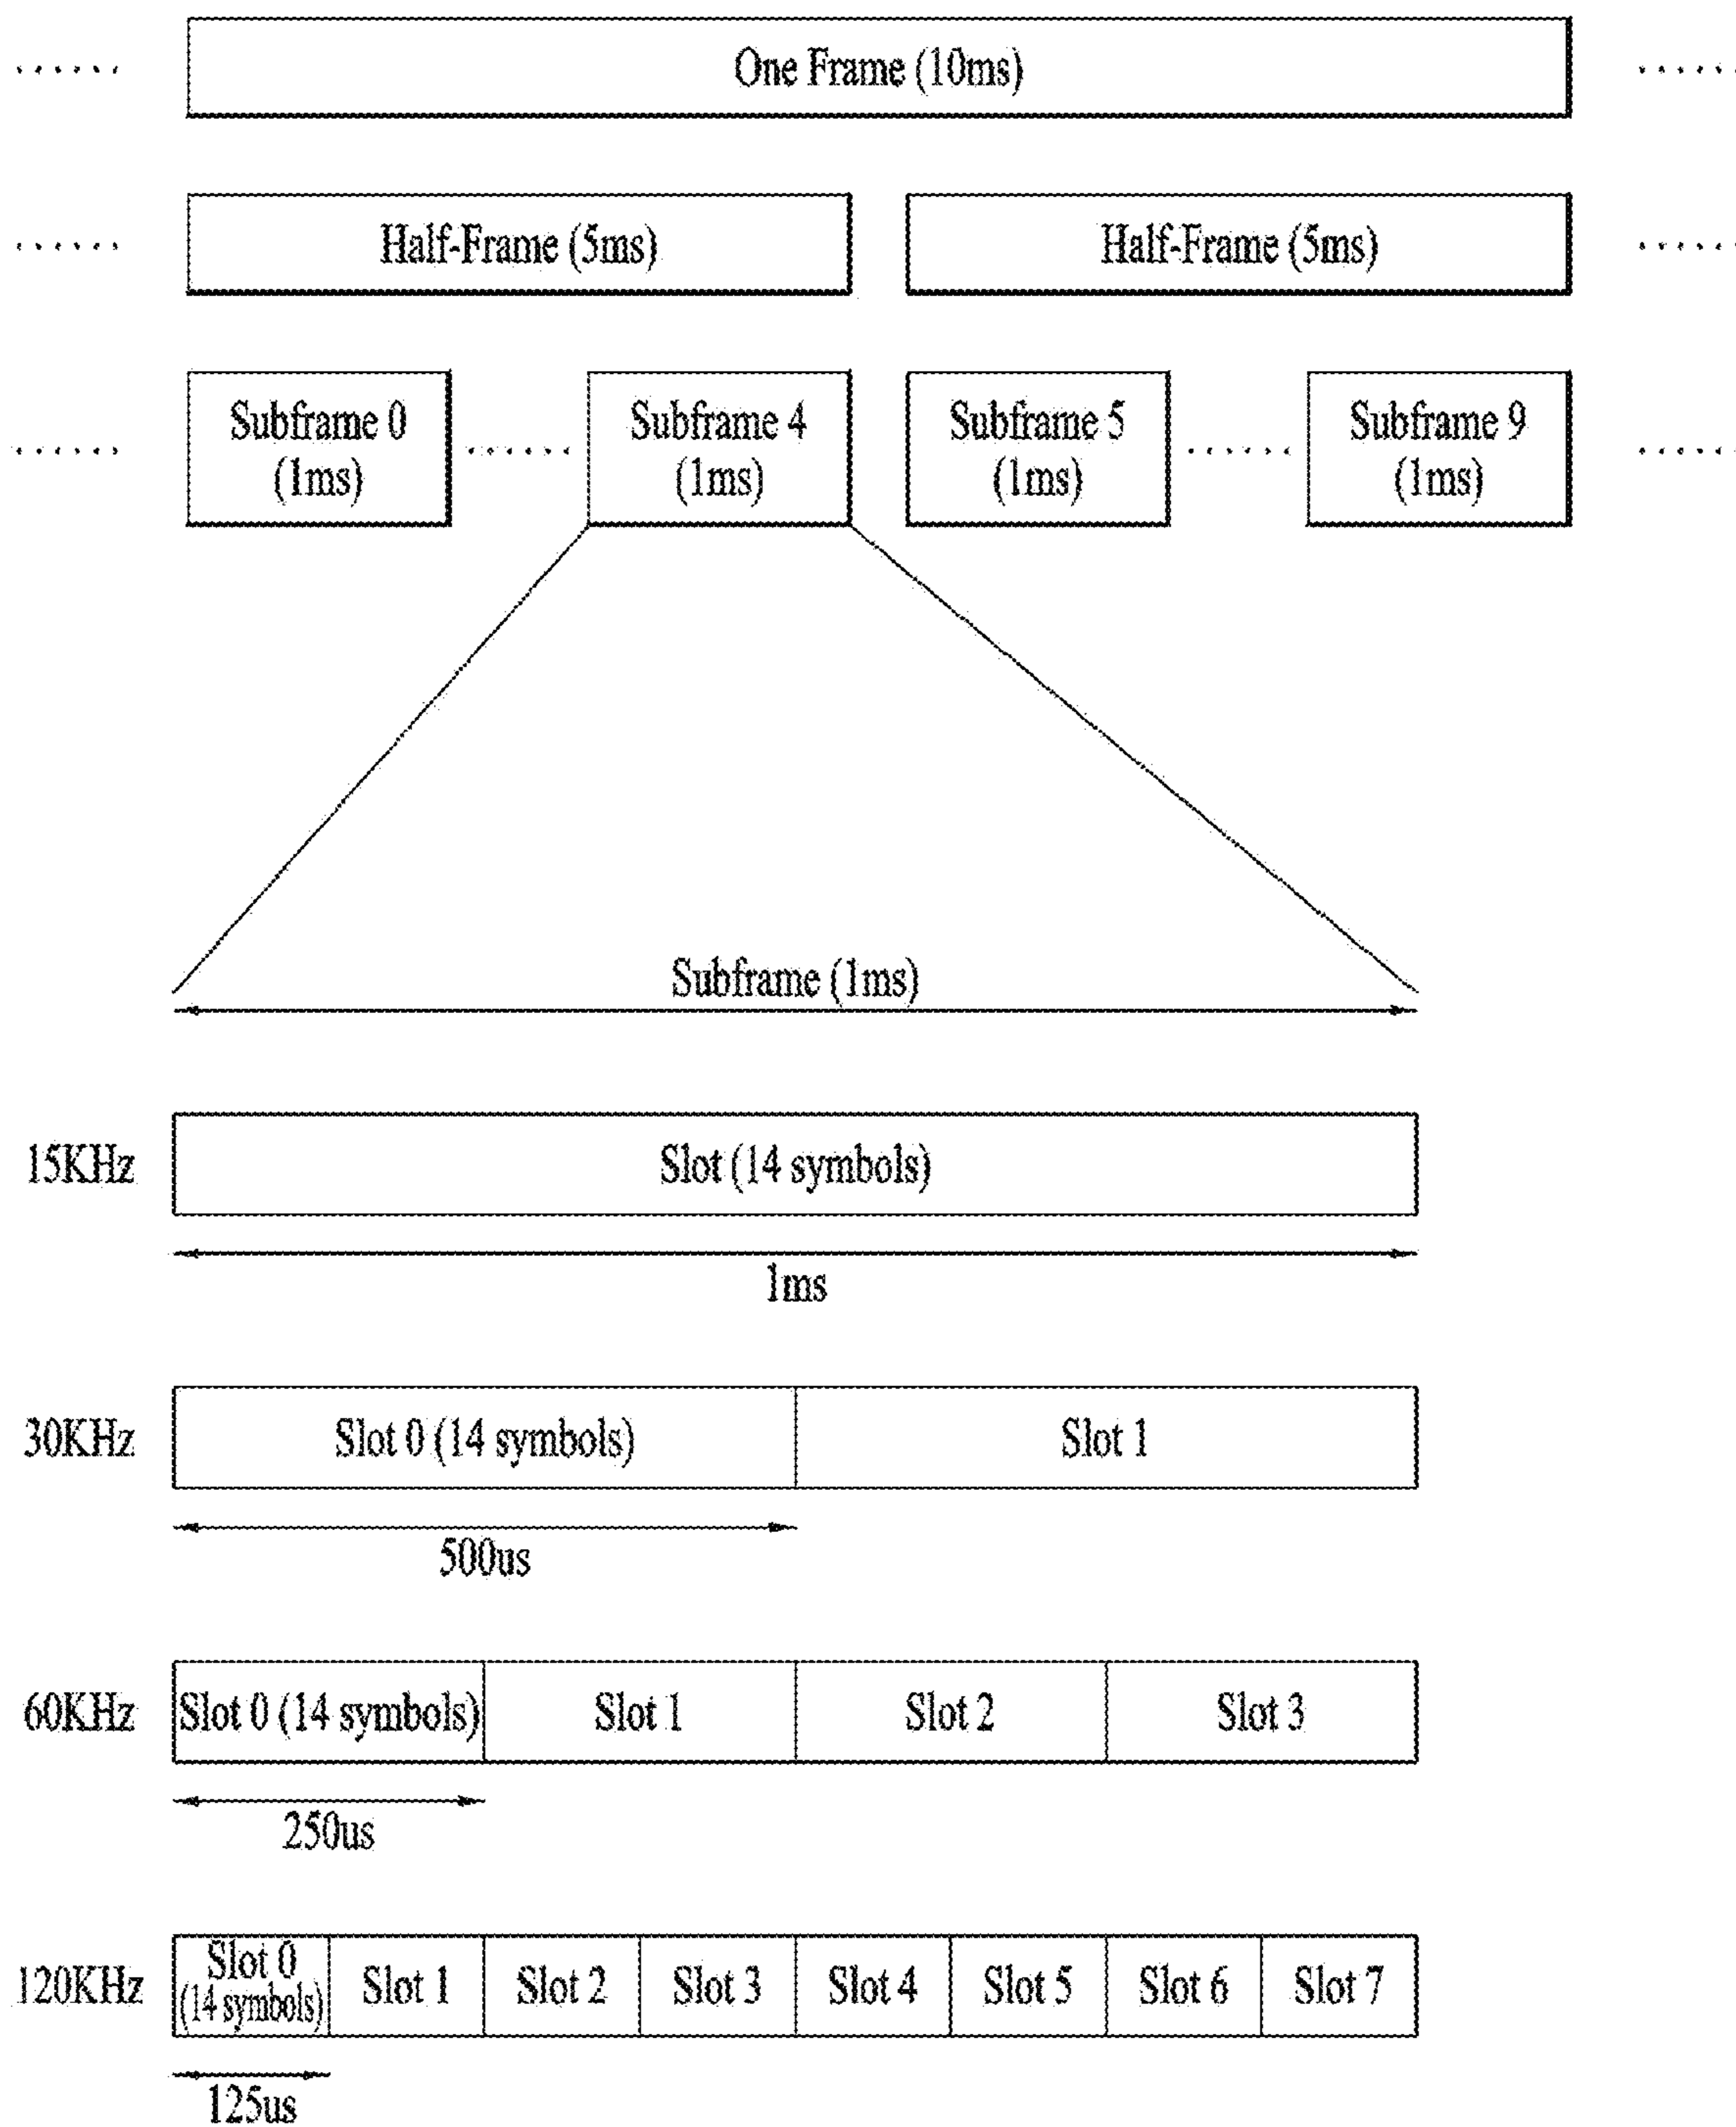 One Frame (10ms)
Half-Frame (5ms)
Half-Frame (5ms)
Subframe 0
(1ms)
Subframe 4
(1ms)
Subframe 5
(1ms)
Subframe 9
(1ms)
Subframe (1ms)
15KHz
Slot (14 symbols)
1ms
30KHz
Slot 0 (14 symbols)
Slot 1
500us
60KHz
Slot 0 (14 symbols)
Slot 1
Slot 2
Slot 3
250us
120KHz
Slot 0
(14 symbols)
Slot 1
Slot 2
Slot 3
Slot 4
Slot 5
Slot 6
Slot 7
125us